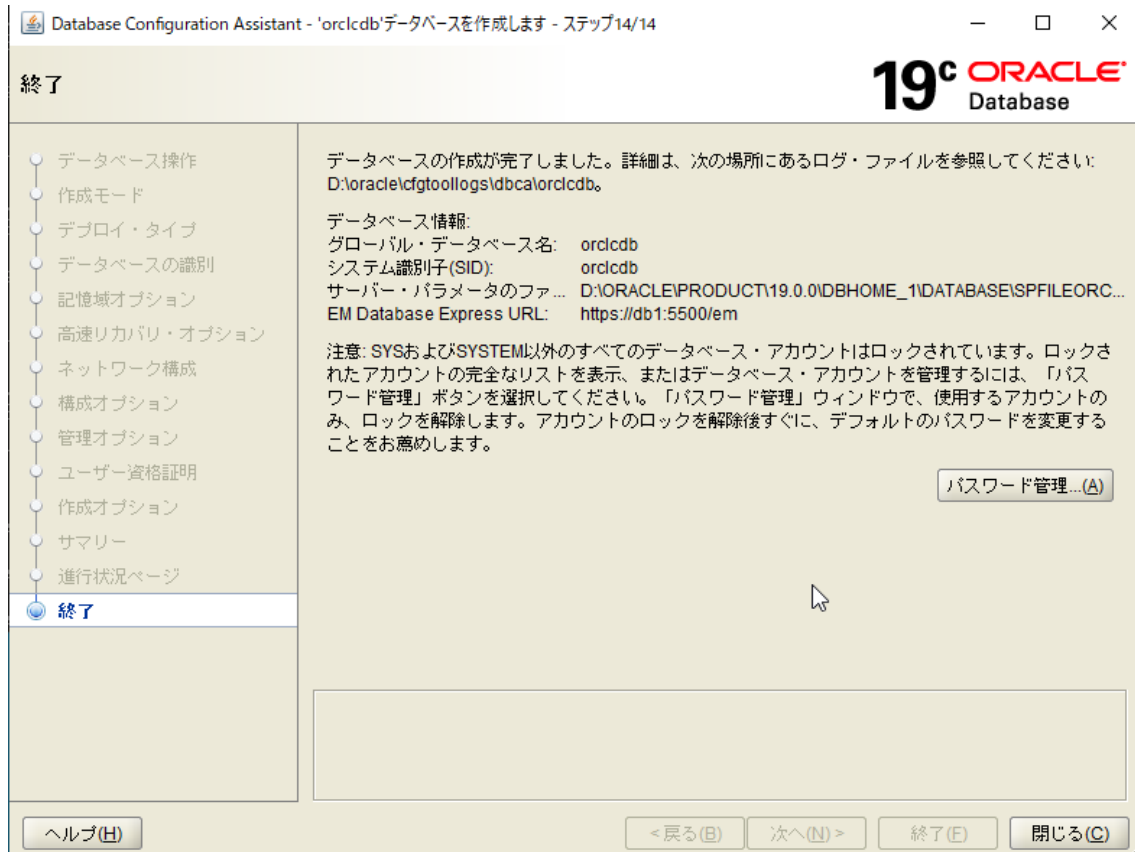 Database Configuration Assistant - 'orclcdb'データベースを作成します - ステップ14/14
終了
19c ORACLE
Database
データベース操作
作成モード
デプロイ・タイプ
データベースの識別
記憶域オプション
高速リカバリ・オプション
ネットワーク構成
構成オプション
管理オプション
ユーザー資格証明
作成オプション
サマリー
進行状況ページ
終了
データベースの作成が完了しました。詳細は、次の場所にあるログ・ファイルを参照してください:
D:\oracle\cfgtoollogs\dbca\orclcdb。
データベース情報:
グローバル・データベース名: orclcdb
システム識別子(SID): orclcdb
サーバー・パラメータのファ... D:\ORACLE\PRODUCT\19.0.0\DBHOME_1\DATABASE\SPFILEORC...
EM Database Express URL: https://db1:5500/em
注意: SYSおよびSYSTEM以外のすべてのデータベース・アカウントはロックされています。ロックさ
れたアカウントの完全なリストを表示、またはデータベース・アカウントを管理するには、「パス
ワード管理」ボタンを選択してください。「パスワード管理」ウィンドウで、使用するアカウントの
み、ロックを解除します。アカウントのロックを解除後すぐに、デフォルトのパスワードを変更する
ことをお薦めします。
パスワード管理...(A)
ヘルプ(H)
<戻る(B)
次へ(N)>
終了(F)
閉じる(C)